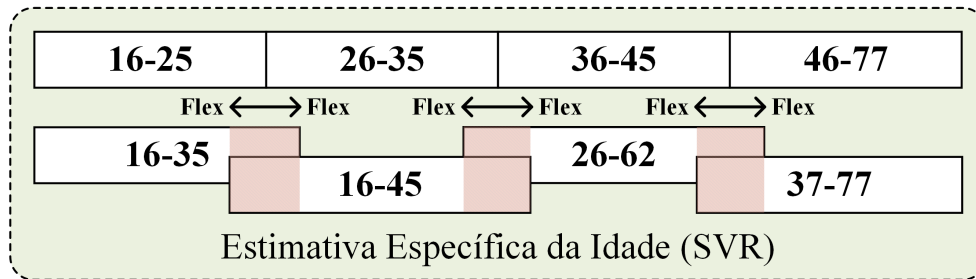 16-25 26-35 36-45 46-77
Flex Flex Flex Flex Flex Flex
16-35 26-62
16-45 37-77
Estimativa Específica da Idade (SVR)